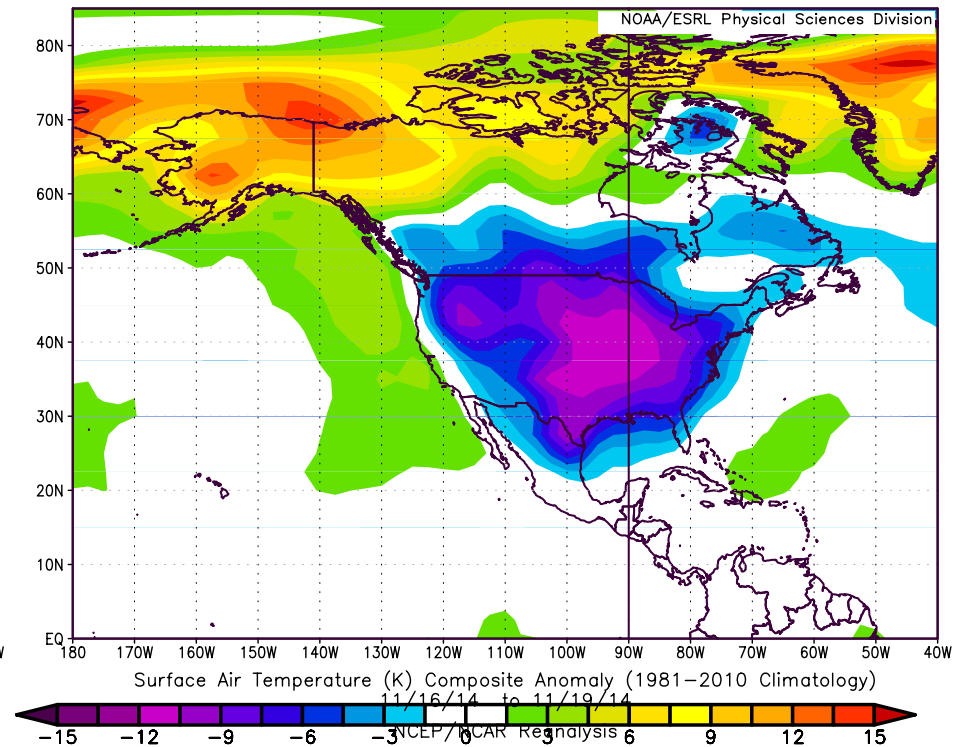 NOAA/ESRL Physical Sciences Division
80N
70N
60N
50N
40N
30N
20N
10N
EQ
180 170W 160W 150W 140W 130W 120W 110W 100W 90W 80W 70W 60W 50W 40W
Surface Air Temperature (K) Composite Anomaly (1981-2010 Climatology)
11/16/14 to 11/19/14
NCEP/NCAR Reanalysis
-15 -12 -9 -6 -3 0 3 6 9 12 15